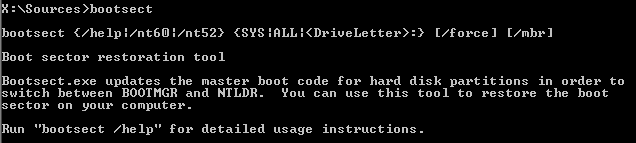 X:\Sources>bootsect
bootsect {/help|/nt60|/nt52} {SYS|ALL|<DriveLetter>:} [/force] [/mbr]
Boot sector restoration tool
Bootsect.exe updates the master boot code for hard disk partitions in order to
switch between BOOTMGR and NTLDR.  You can use this tool to restore the boot
sector on your computer.
Run "bootsect /help" for detailed usage instructions.